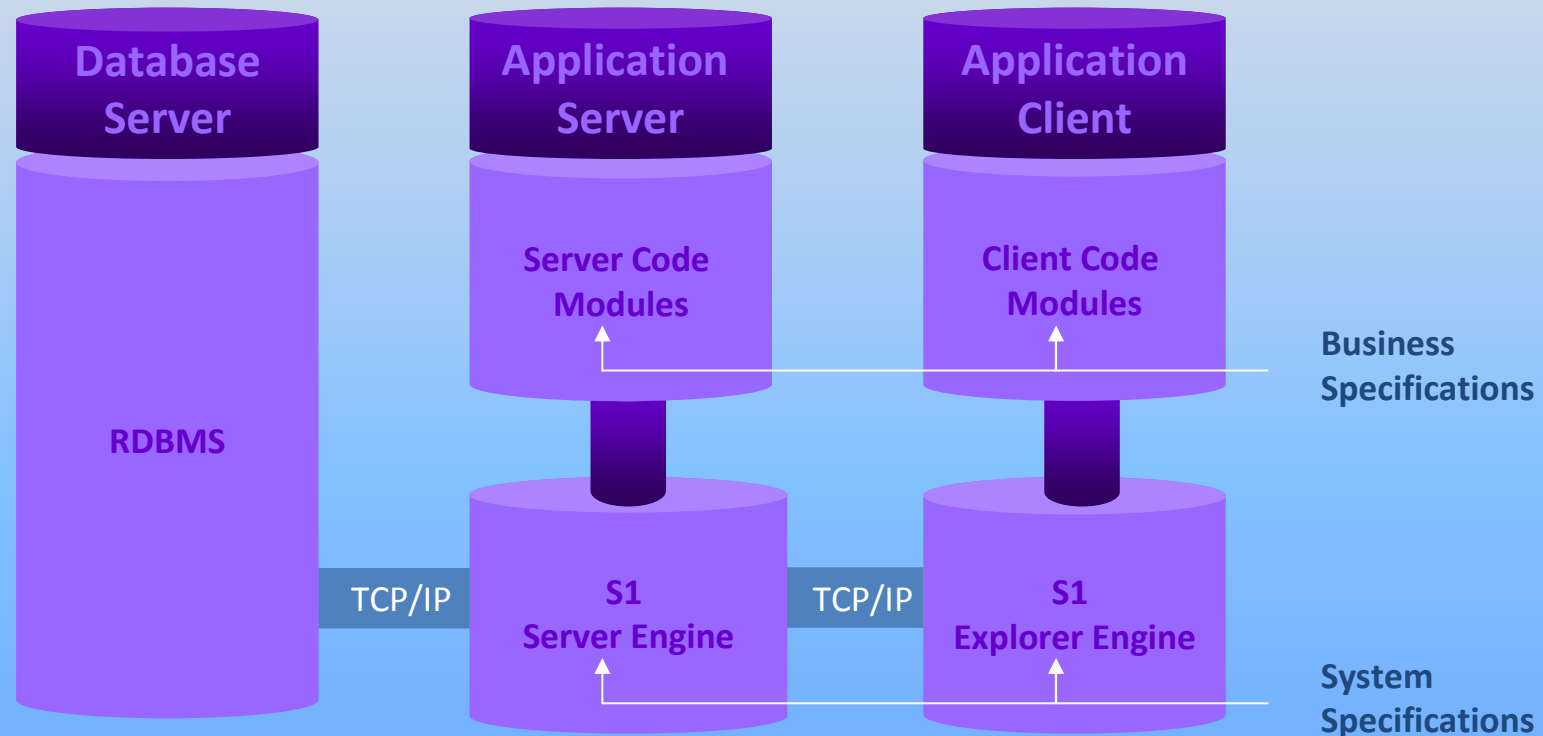 Database
Server
Application
Server
Application
Client
Server Code
Modules
Client Code
Modules
Business
Specifications
RDBMS
TCP/IP
S1
Server Engine
TCP/IP
S1
Explorer Engine
System
Specifications